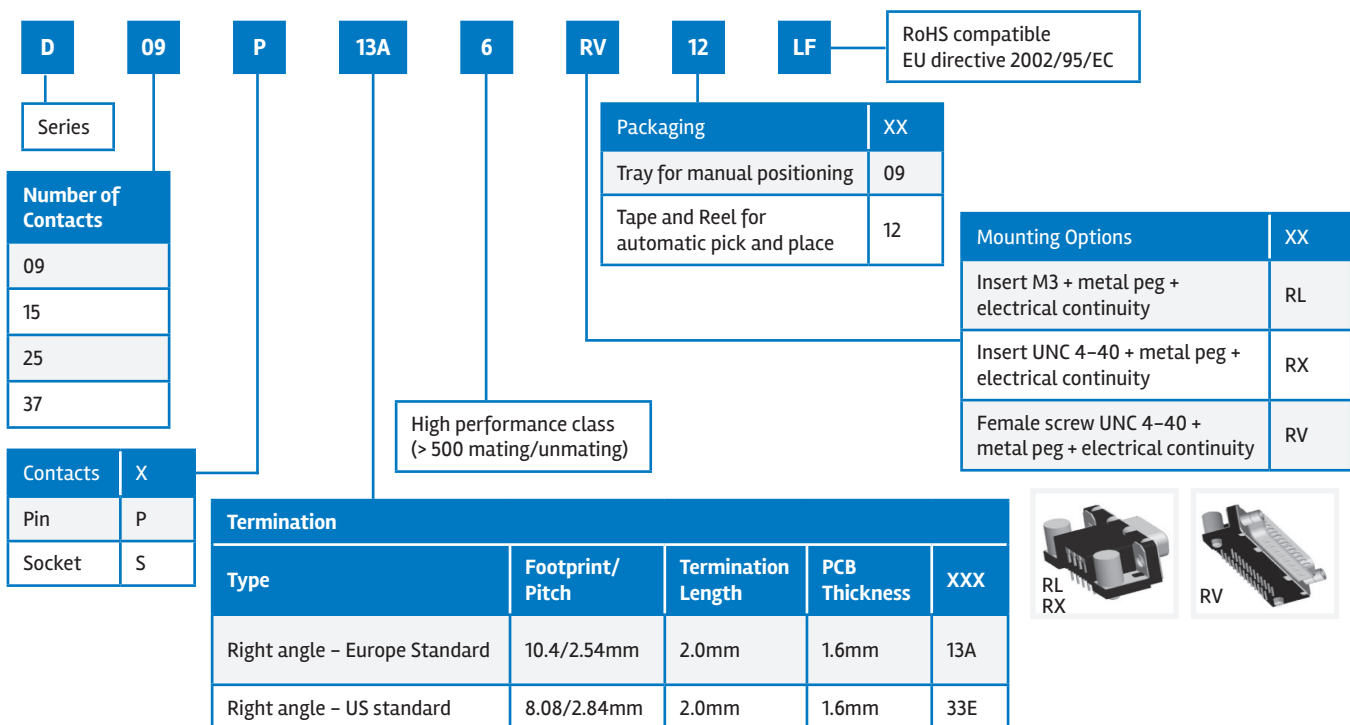 D 09 P 13A 6 RV 12 LF
RoHS compatible
EU directive 2002/95/EC
Series
Number of
Contacts
09
15
25
37
Contacts X
Pin P
Socket S
Termination
Type Footprint/ Pitch Termination Length PCB Thickness XXX
Right angle – Europe Standard 10.4/2.54mm 2.0mm 1.6mm 13A
Right angle – US standard 8.08/2.84mm 2.0mm 1.6mm 33E
High performance class
(> 500 mating/unmating)
Packaging XX
Tray for manual positioning 09
Tape and Reel for
automatic pick and place 12
Mounting Options XX
Insert M3 + metal peg +
electrical continuity RL
Insert UNC 4–40 + metal peg +
electrical continuity RX
Female screw UNC 4–40 +
metal peg + electrical continuity RV
RL
RX
RV